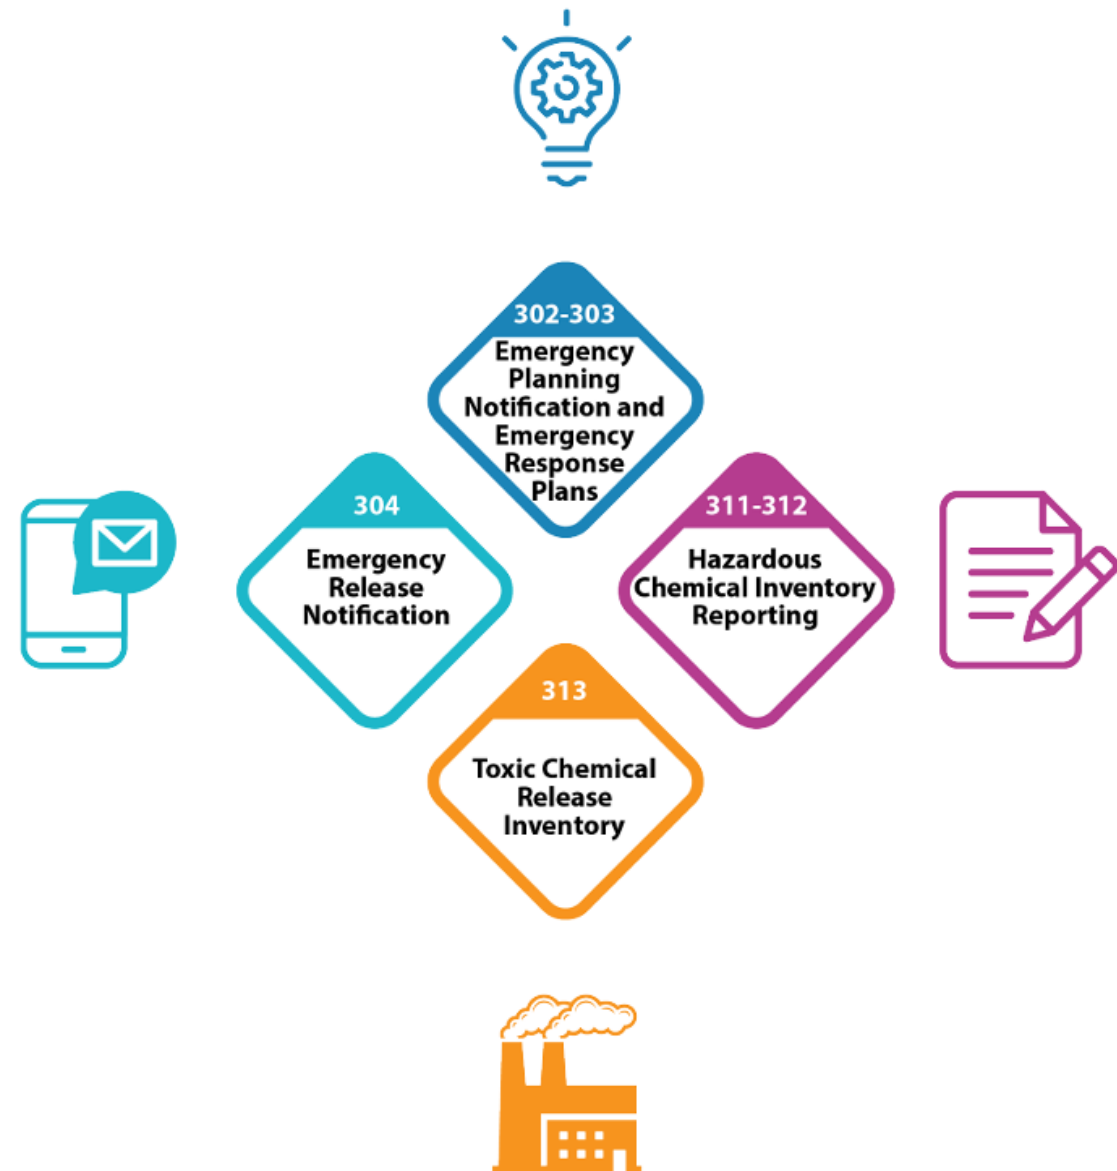 302-303
Emergency
Planning
Notification and
Emergency
Response
Plans
304
Emergency
Release
Notification
311-312
Hazardous
Chemical Inventory
Reporting
313
Toxic Chemical
Release
Inventory